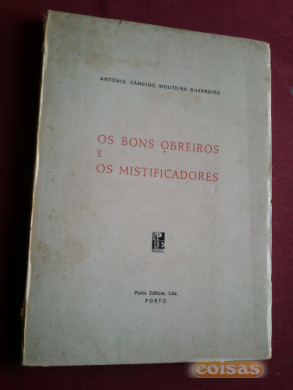 ANTÓNIO CÂNDIDO MOUTEIRA GUERREIRO
OS BONS OBREIROS
E
OS MISTIFICADORES
Porto Editora, Lda.
PORTO
coisas